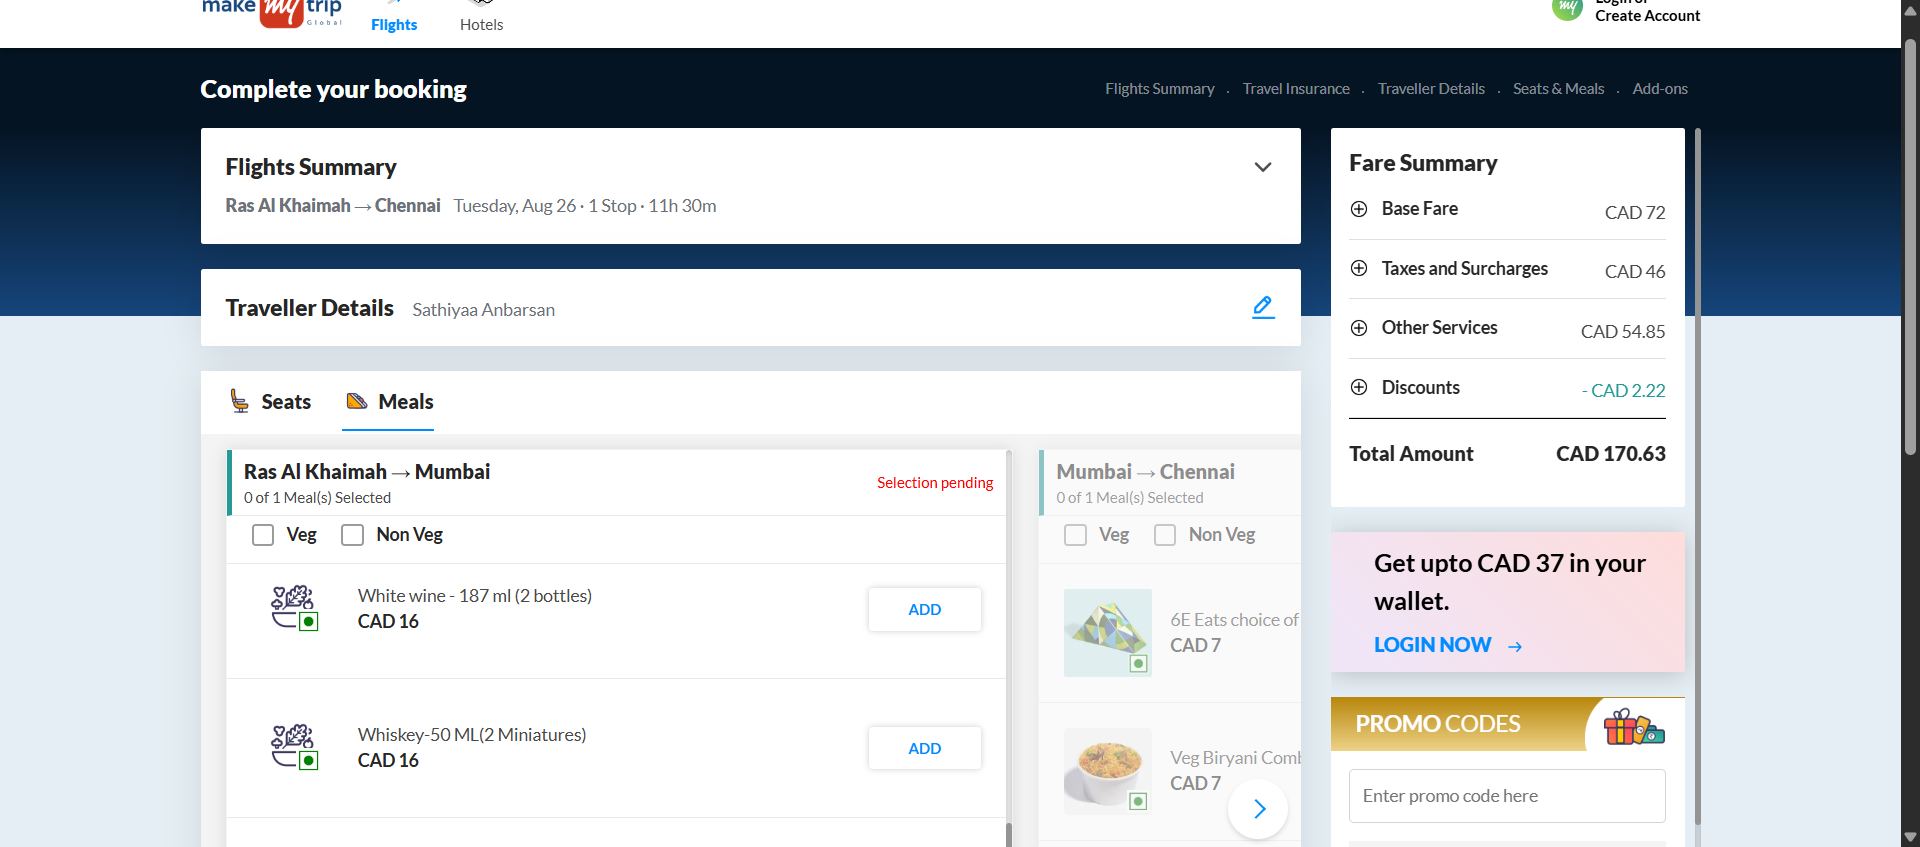 make my trip
Global
Flights
Hotels
my
Login or
Create Account
Complete your booking
Flights Summary . Travel Insurance . Traveller Details . Seats & Meals . Add-ons
Flights Summary
Ras Al Khaimah → Chennai Tuesday, Aug 26 · 1 Stop · 11h 30m
Traveller Details Sathiyaa Anbarsan
Seats
Meals
Ras Al Khaimah → Mumbai
0 of 1 Meal(s) Selected
Selection pending
Veg
Non Veg
White wine - 187 ml (2 bottles)
CAD 16
ADD
Whiskey-50 ML(2 Miniatures)
CAD 16
ADD
Mumbai → Chennai
0 of 1 Meal(s) Selected
Veg
Non Veg
6E Eats choice of
CAD 7
Veg Biryani Comb
CAD 7
Fare Summary
Base Fare CAD 72
Taxes and Surcharges CAD 46
Other Services CAD 54.85
Discounts - CAD 2.22
Total Amount CAD 170.63
Get upto CAD 37 in your
wallet.
LOGIN NOW →
PROMO CODES
Enter promo code here